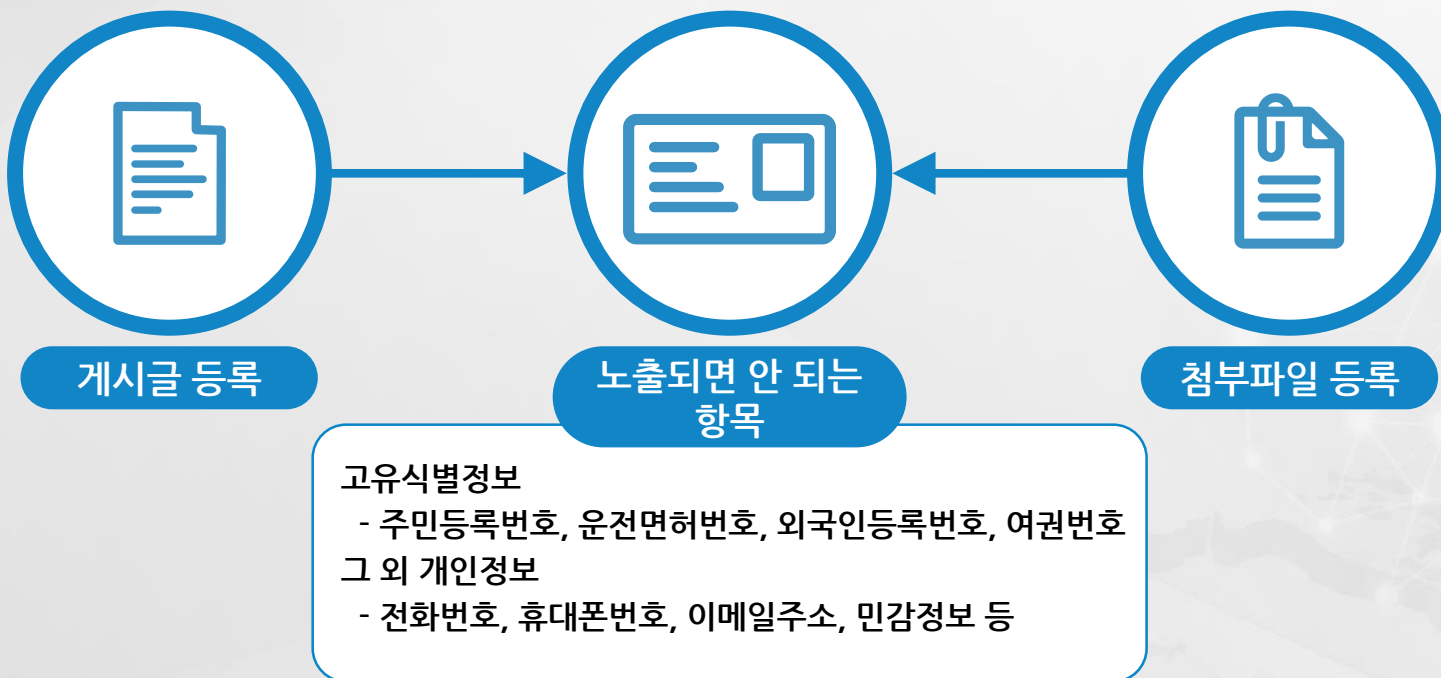 게시글 등록
노출되면 안 되는
항목
첨부파일 등록
고유식별정보
- 주민등록번호, 운전면허번호, 외국인등록번호, 여권번호
그 외 개인정보
- 전화번호, 휴대폰번호, 이메일주소, 민감정보 등